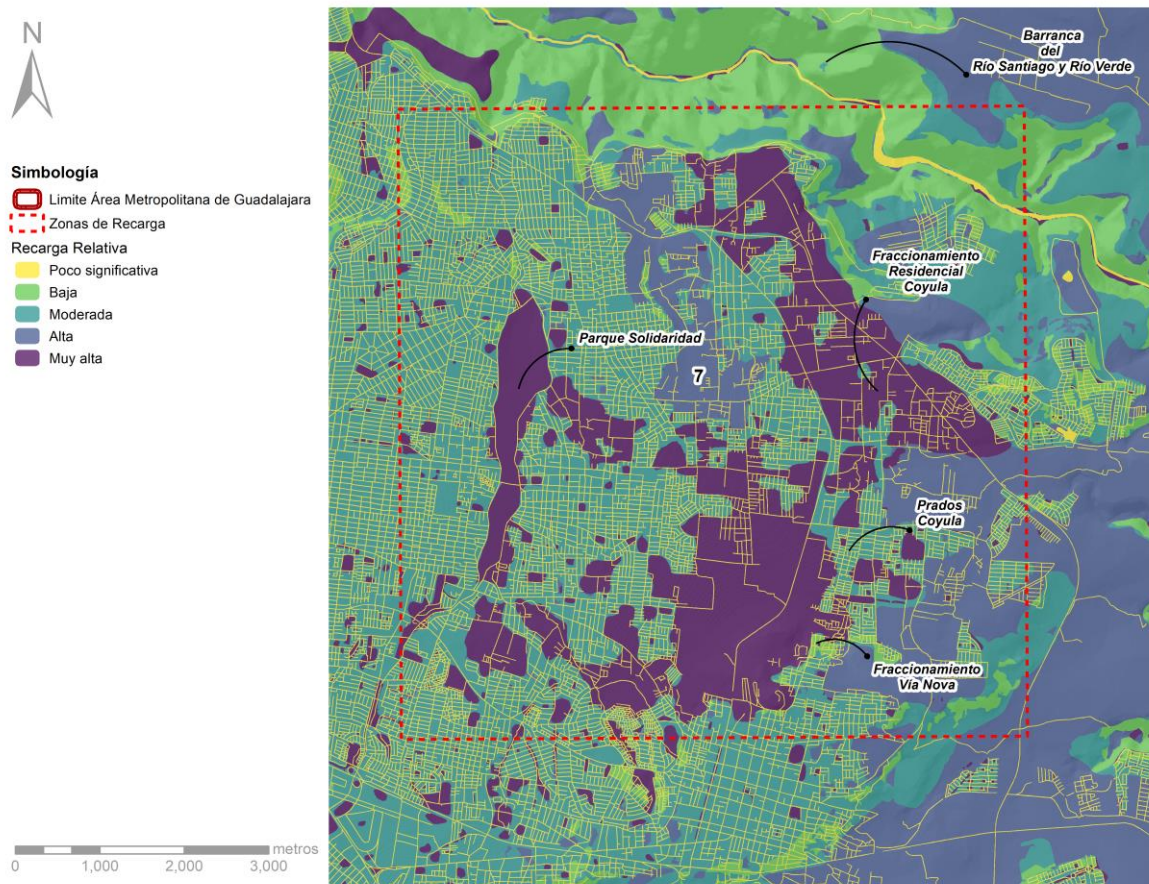 N
Simbología
Limite Área Metropolitana de Guadalajara
Zonas de Recarga
Recarga Relativa
Poco significativa
Baja
Moderada
Alta
Muy alta
0 1,000 2,000 3,000 metros
Barranca
del
Río Santiago y Río Verde
Fraccionamiento
Residencial
Coyula
Parque Solidaridad
7
Prados
Coyula
Fraccionamiento
Vía Nova